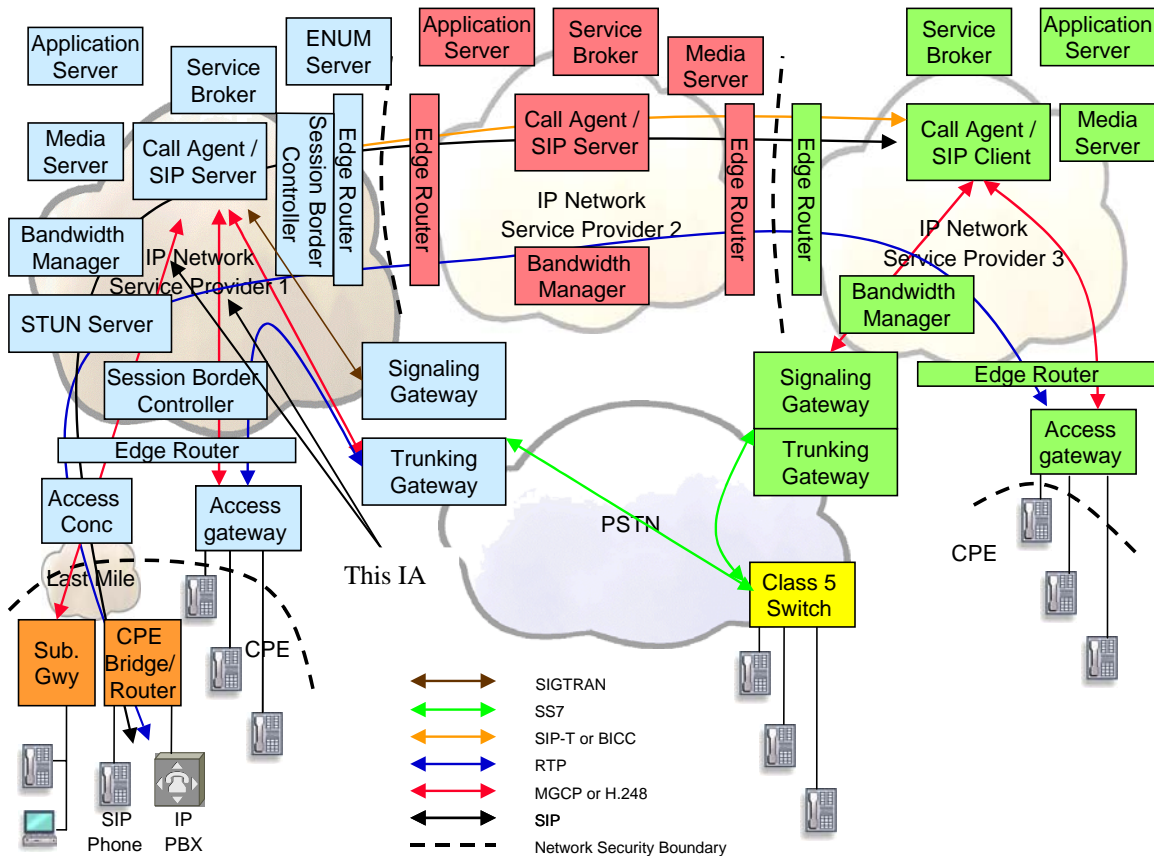 Application
Server
Service
Broker
ENUM
Server
Application
Server
Service
Broker
Media
Server
Service
Broker
Application
Server
Media
Server
Call Agent /
SIP Server
Session Border
Controller
Edge Router
Edge Router
Call Agent /
SIP Server
Edge Router
Edge Router
Call Agent /
SIP Client
Media
Server
Bandwidth
Manager
IP Network
Service Provider 1
IP Network
Service Provider 2
Bandwidth
Manager
IP Network
Service Provider 3
Bandwidth
Manager
STUN Server
Session Border
Controller
Edge Router
Signaling
Gateway
Trunking
Gateway
Signaling
Gateway
Trunking
Gateway
Edge Router
Access
gateway
Access
Conc
Access
gateway
PSTN
CPE
This IA
Last Mile
Class 5
Switch
Sub.
Gwy
CPE
Bridge/
Router
CPE
SIP
Phone
IP
PBX
SIGTRAN
SS7
SIP-T or BICC
RTP
MGCP or H.248
SIP
Network Security Boundary